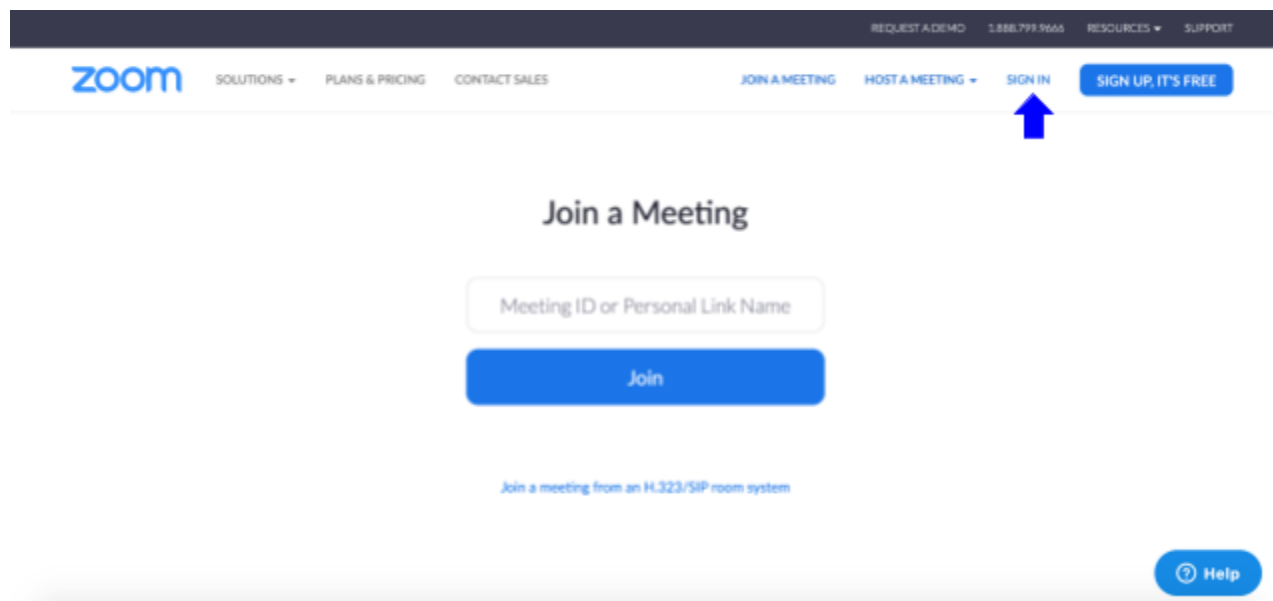 REQUEST A DEMO 1.888.799.9666 RESOURCES SUPPORT
zoom SOLUTIONS PLANS & PRICING CONTACT SALES JOIN A MEETING HOST A MEETING SIGN IN SIGN UP, IT'S FREE
Join a Meeting
Meeting ID or Personal Link Name
Join
Join a meeting from an H.323/SIP room system
? Help